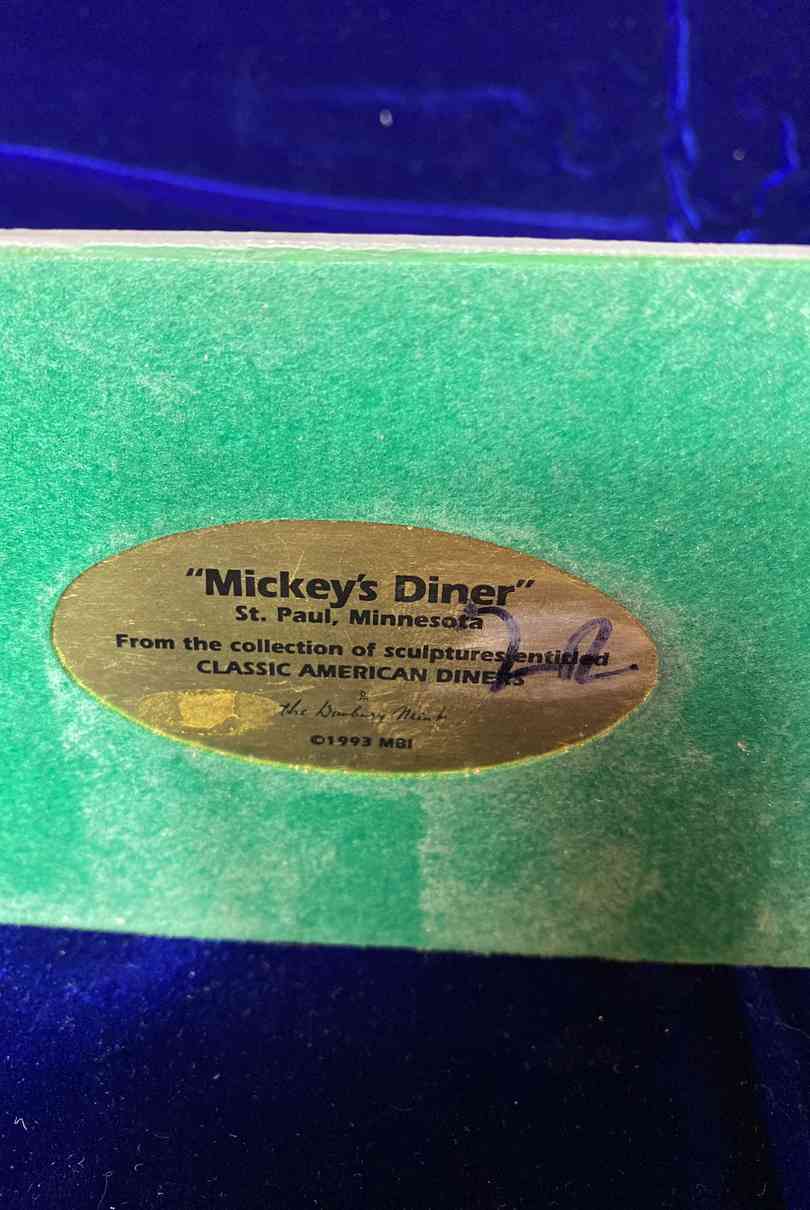 “Mickey's Diner”
St. Paul, Minnesota
From the collection of sculptures entitled
CLASSIC AMERICAN DINERS
the Danbury Mint
©1993 MBI